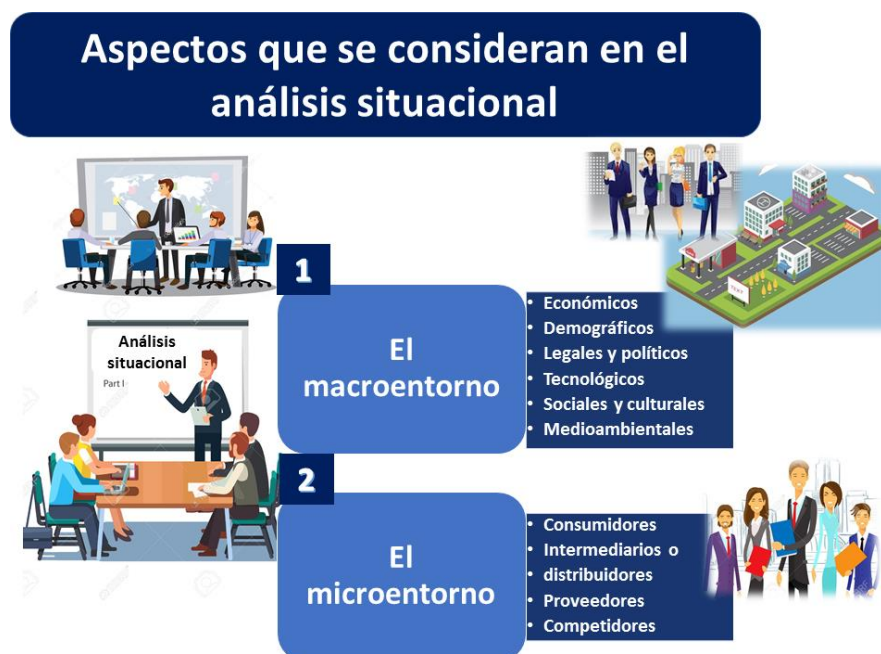 Aspectos que se consideran en el
análisis situacional
1
El
macroentorno
• Económicos
• Demográficos
• Legales y políticos
• Tecnológicos
• Sociales y culturales
• Medioambientales
Análisis
situacional
Part I
2
El
microentorno
• Consumidores
• Intermediarios o
• distribuidores
• Proveedores
• Competidores